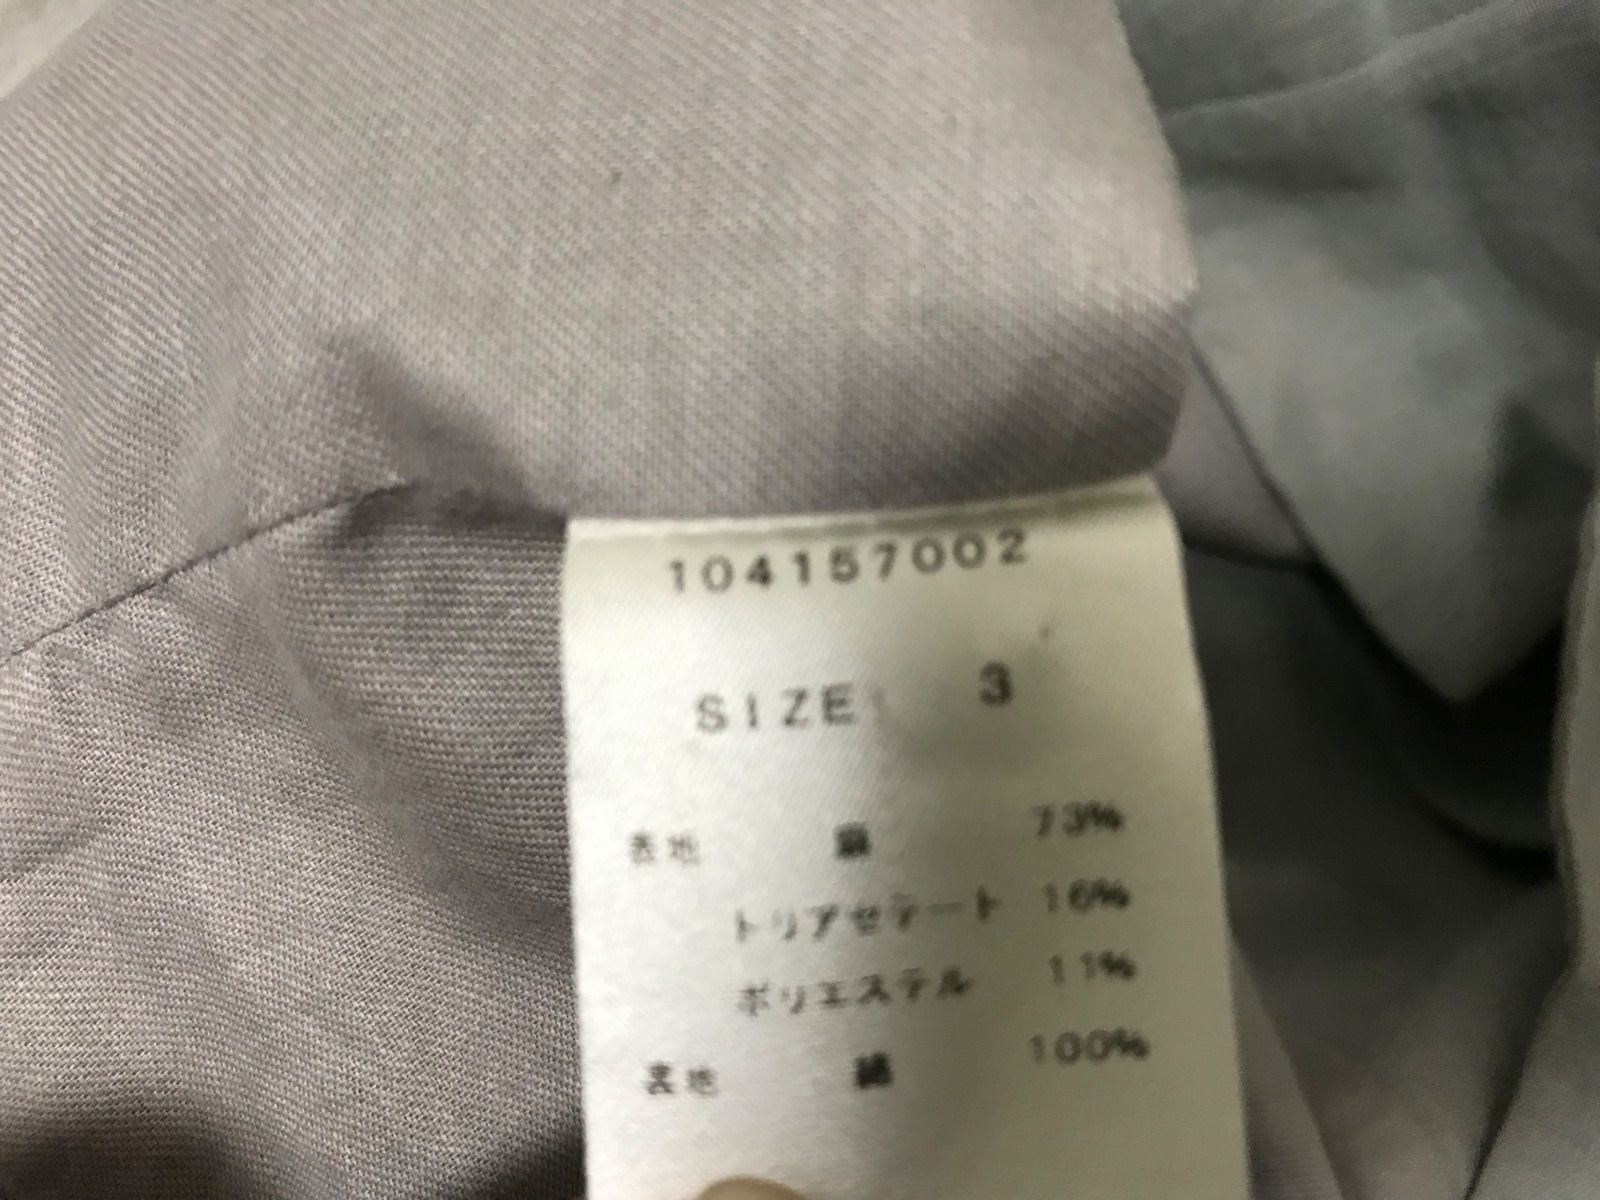 104157002
SIZE 3
表地 麻 73%
トリアセテート 16%
ポリエステル 11%
裏地 綿 100%